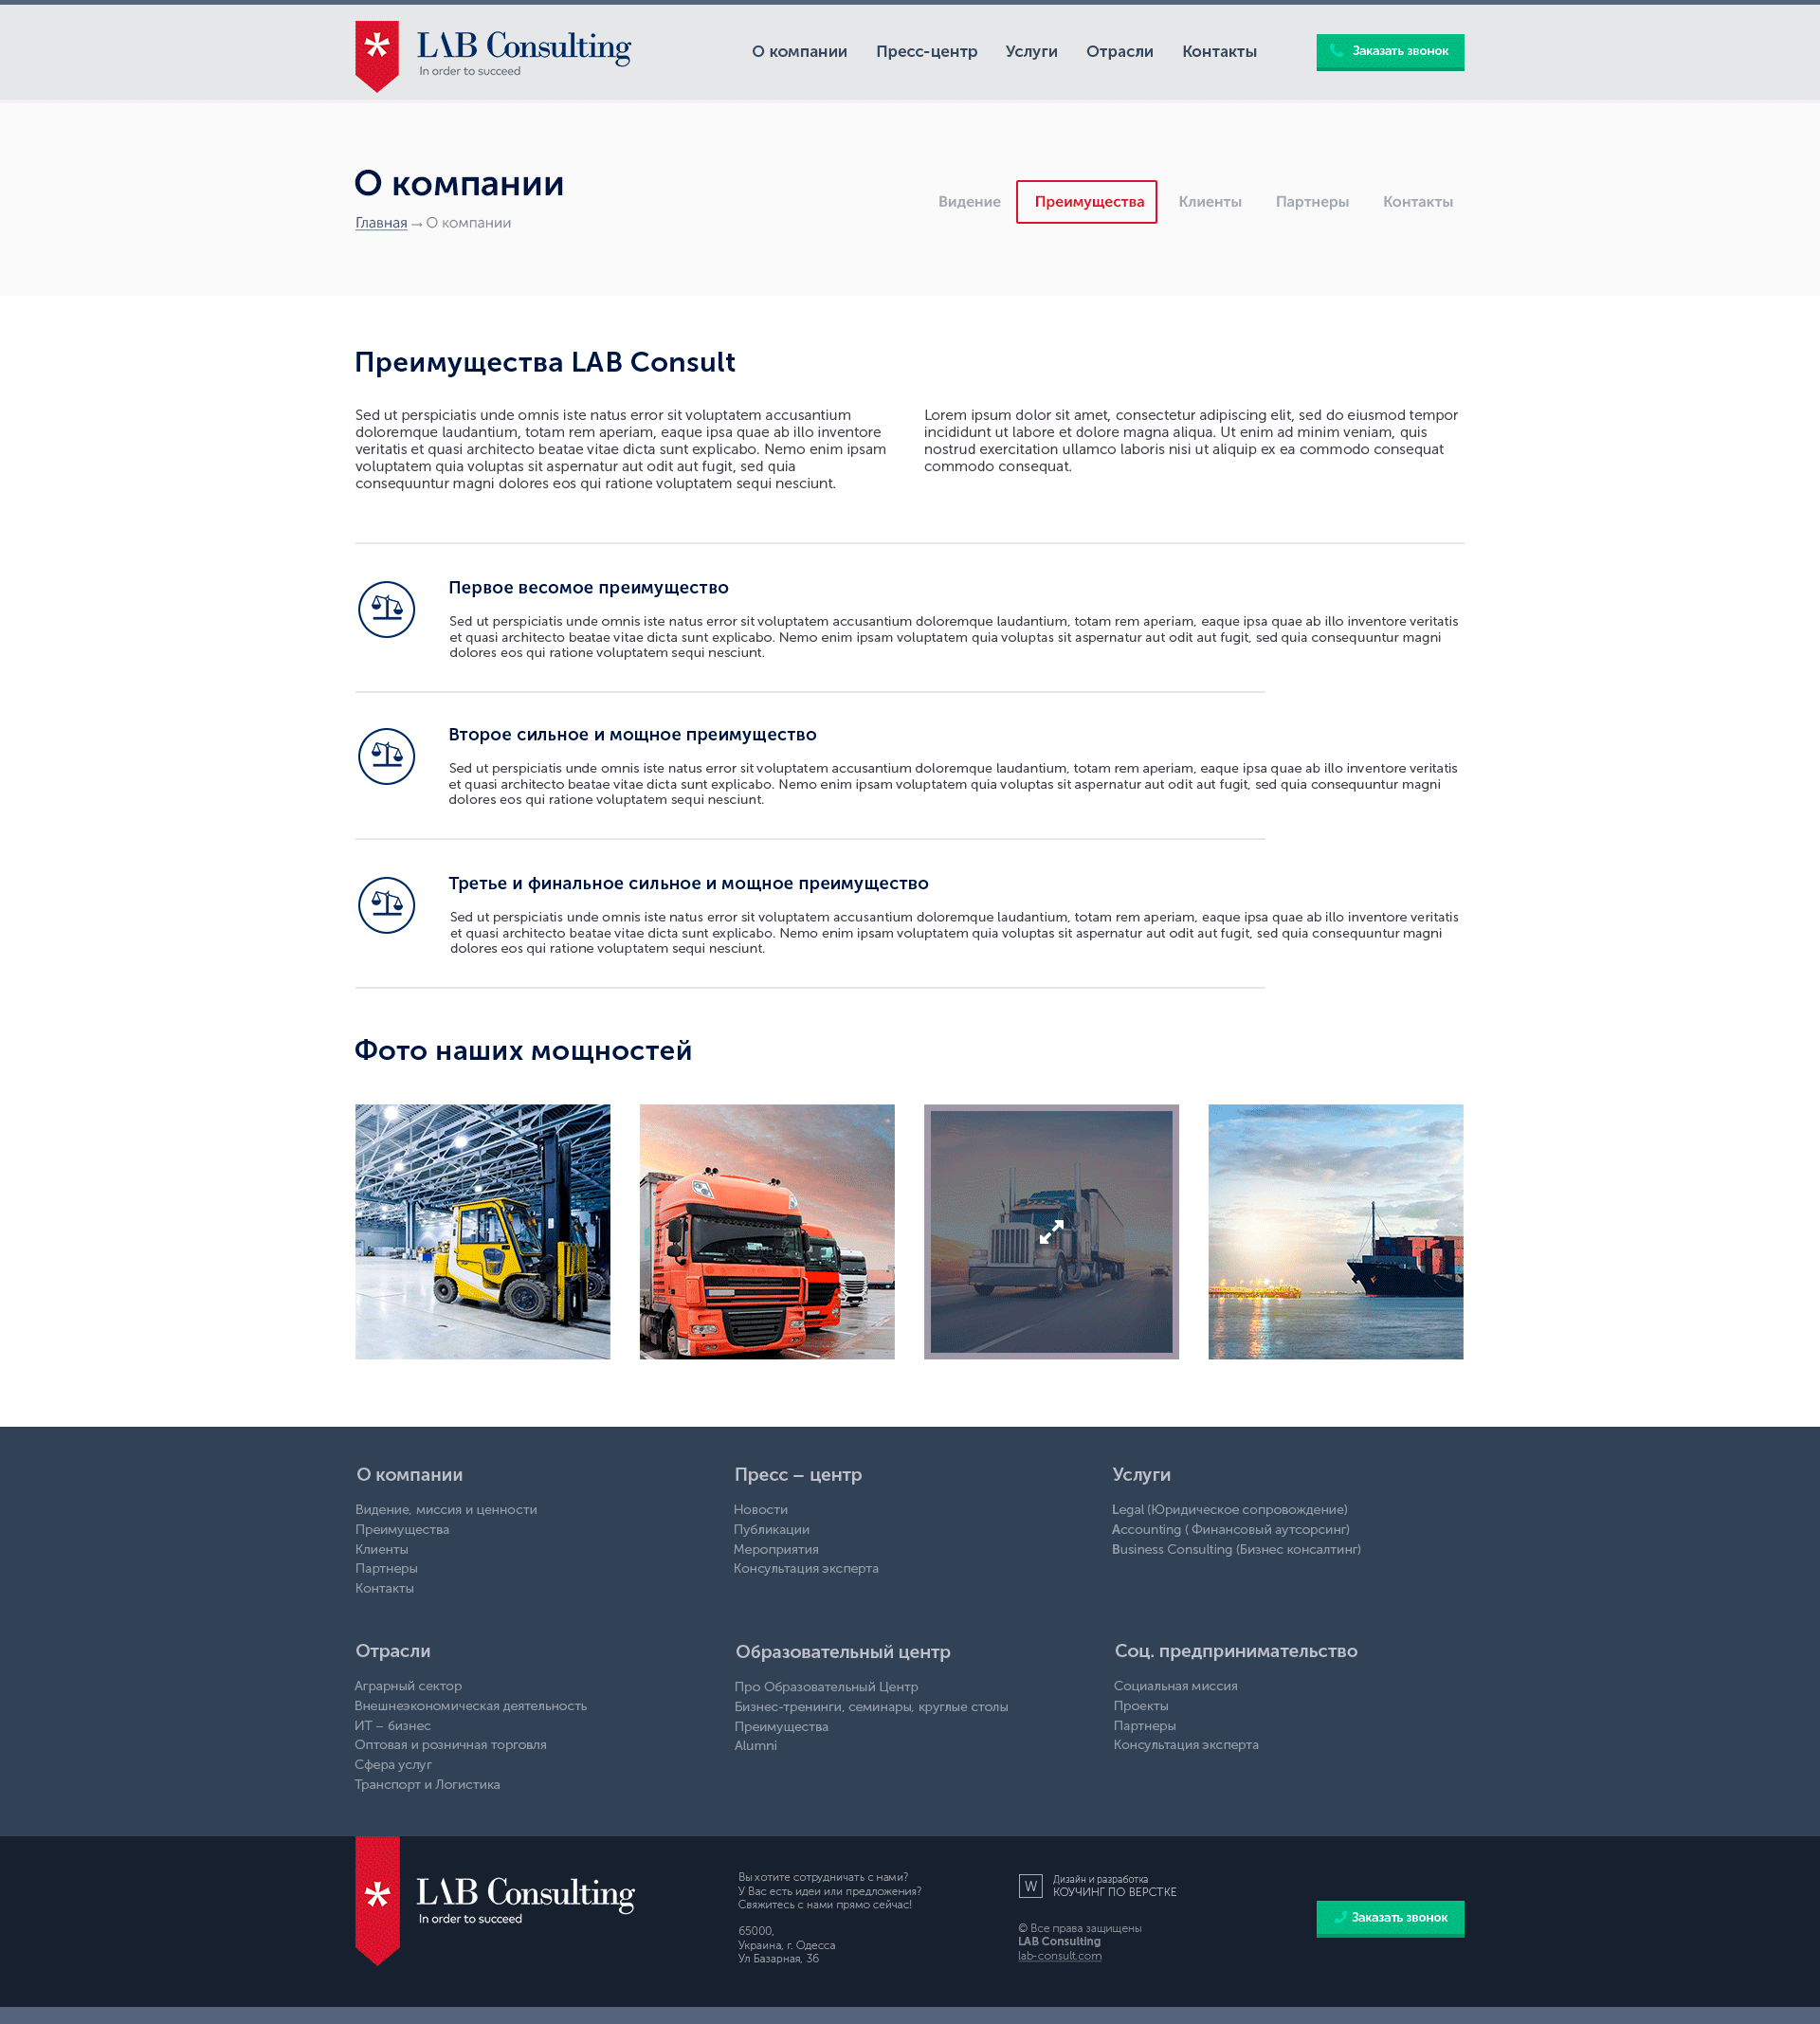 LAB Consulting
In order to succeed
О компании Пресс-центр Услуги Отрасли Контакты
Заказать звонок
О компании
Главная → О компании
Видение Преимущества Клиенты Партнеры Контакты
Преимущества LAB Consult
Sed ut perspiciatis unde omnis iste natus error sit voluptatem accusantium
doloremque laudantium, totam rem aperiam, eaque ipsa quae ab illo inventore
veritatis et quasi architecto beatae vitae dicta sunt explicabo. Nemo enim ipsam
voluptatem quia voluptas sit aspernatur aut odit aut fugit, sed quia
consequuntur magni dolores eos qui ratione voluptatem sequi nesciunt.
Lorem ipsum dolor sit amet, consectetur adipiscing elit, sed do eiusmod tempor
incididunt ut labore et dolore magna aliqua. Ut enim ad minim veniam, quis
nostrud exercitation ullamco laboris nisi ut aliquip ex ea commodo consequat
commodo consequat.
Первое весомое преимущество
Sed ut perspiciatis unde omnis iste natus error sit voluptatem accusantium doloremque laudantium, totam rem aperiam, eaque ipsa quae ab illo inventore veritatis
et quasi architecto beatae vitae dicta sunt explicabo. Nemo enim ipsam voluptatem quia voluptas sit aspernatur aut odit aut fugit, sed quia consequuntur magni
dolores eos qui ratione voluptatem sequi nesciunt.
Второе сильное и мощное преимущество
Sed ut perspiciatis unde omnis iste natus error sit voluptatem accusantium doloremque laudantium, totam rem aperiam, eaque ipsa quae ab illo inventore veritatis
et quasi architecto beatae vitae dicta sunt explicabo. Nemo enim ipsam voluptatem quia voluptas sit aspernatur aut odit aut fugit, sed quia consequuntur magni
dolores eos qui ratione voluptatem sequi nesciunt.
Третье и финальное сильное и мощное преимущество
Sed ut perspiciatis unde omnis iste natus error sit voluptatem accusantium doloremque laudantium, totam rem aperiam, eaque ipsa quae ab illo inventore veritatis
et quasi architecto beatae vitae dicta sunt explicabo. Nemo enim ipsam voluptatem quia voluptas sit aspernatur aut odit aut fugit, sed quia consequuntur magni
dolores eos qui ratione voluptatem sequi nesciunt.
Фото наших мощностей
О компании
Видение, миссия и ценности
Преимущества
Клиенты
Партнеры
Контакты
Пресс – центр
Новости
Публикации
Мероприятия
Консультация эксперта
Услуги
Legal (Юридическое сопровождение)
Accounting ( Финансовый аутсорсинг)
Business Consulting (Бизнес консалтинг)
Отрасли
Аграрный сектор
Внешнеэкономическая деятельность
ИТ – бизнес
Оптовая и розничная торговля
Сфера услуг
Транспорт и Логистика
Образовательный центр
Про Образовательный Центр
Бизнес-тренинги, семинары, круглые столы
Преимущества
Alumni
Соц. предпринимательство
Социальная миссия
Проекты
Партнеры
Консультация эксперта
LAB Consulting
In order to succeed
Вы хотите сотрудничать с нами?
У Вас есть идеи или предложения?
Свяжитесь с нами прямо сейчас!
65000,
Украина, г. Одесса
Ул Базарная, 36
W
Дизайн и разработка
КОУЧИНГ ПО ВЕРСТКЕ
© Все права защищены
LAB Consulting
lab-consult.com
Заказать звонок